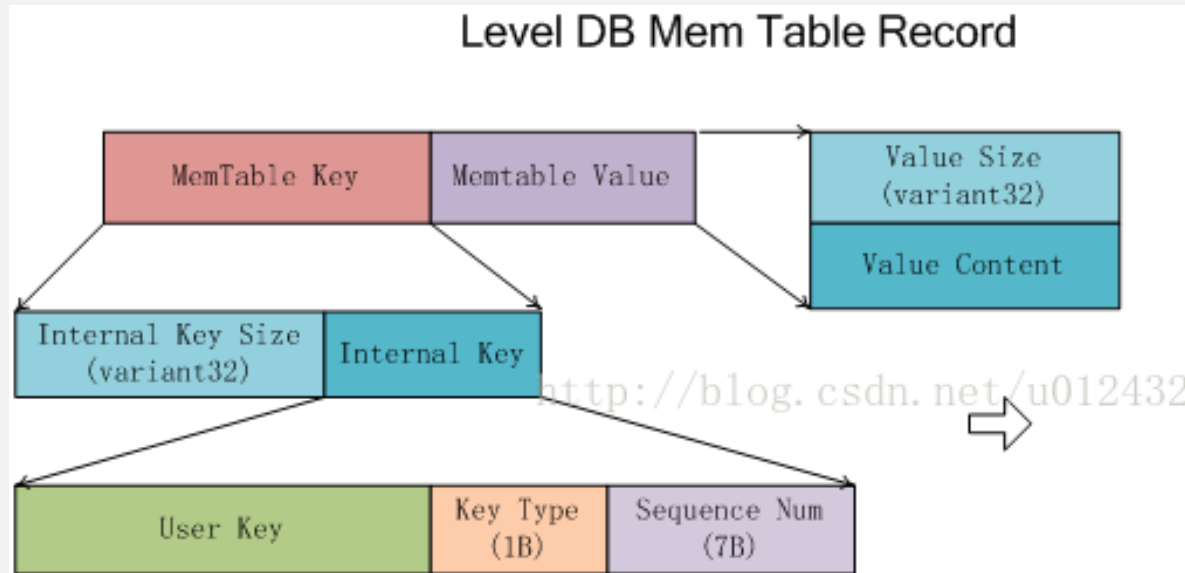 Level DB Mem Table Record
MemTable Key
Memtable Value
Value Size
(variant32)
Value Content
Internal Key Size
(variant32)
Internal Key
http://blog.csdn.net/u012432
User Key
Key Type
(1B)
Sequence Num
(7B)